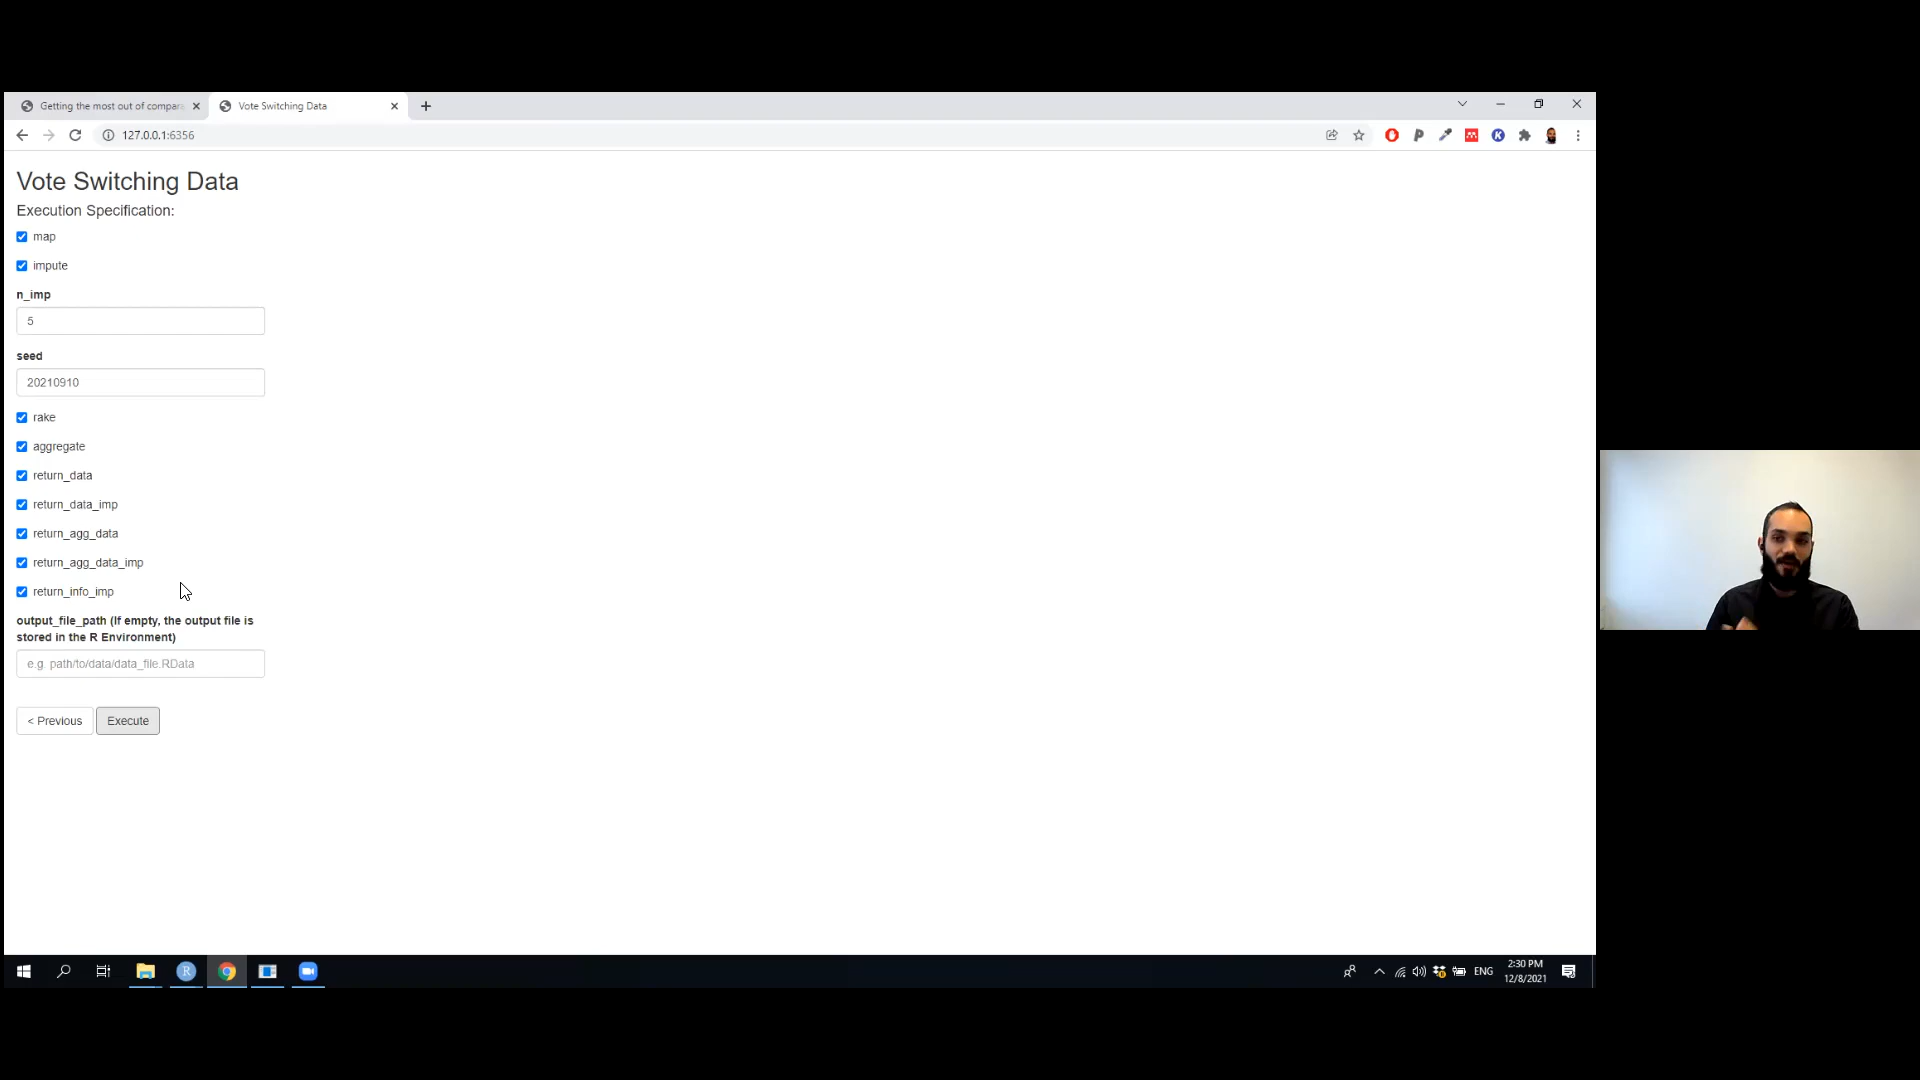 Getting the most out of compara
Vote Switching Data
127.0.0.1:6356
Vote Switching Data
Execution Specification:
map
impute
n_imp
5
seed
20210910
rake
aggregate
return_data
return_data_imp
return_agg_data
return_agg_data_imp
return_info_imp
output_file_path (If empty, the output file is
stored in the R Environment)
e.g. path/to/data/data_file.RData
< Previous
Execute
ENG
2:30 PM
12/8/2021